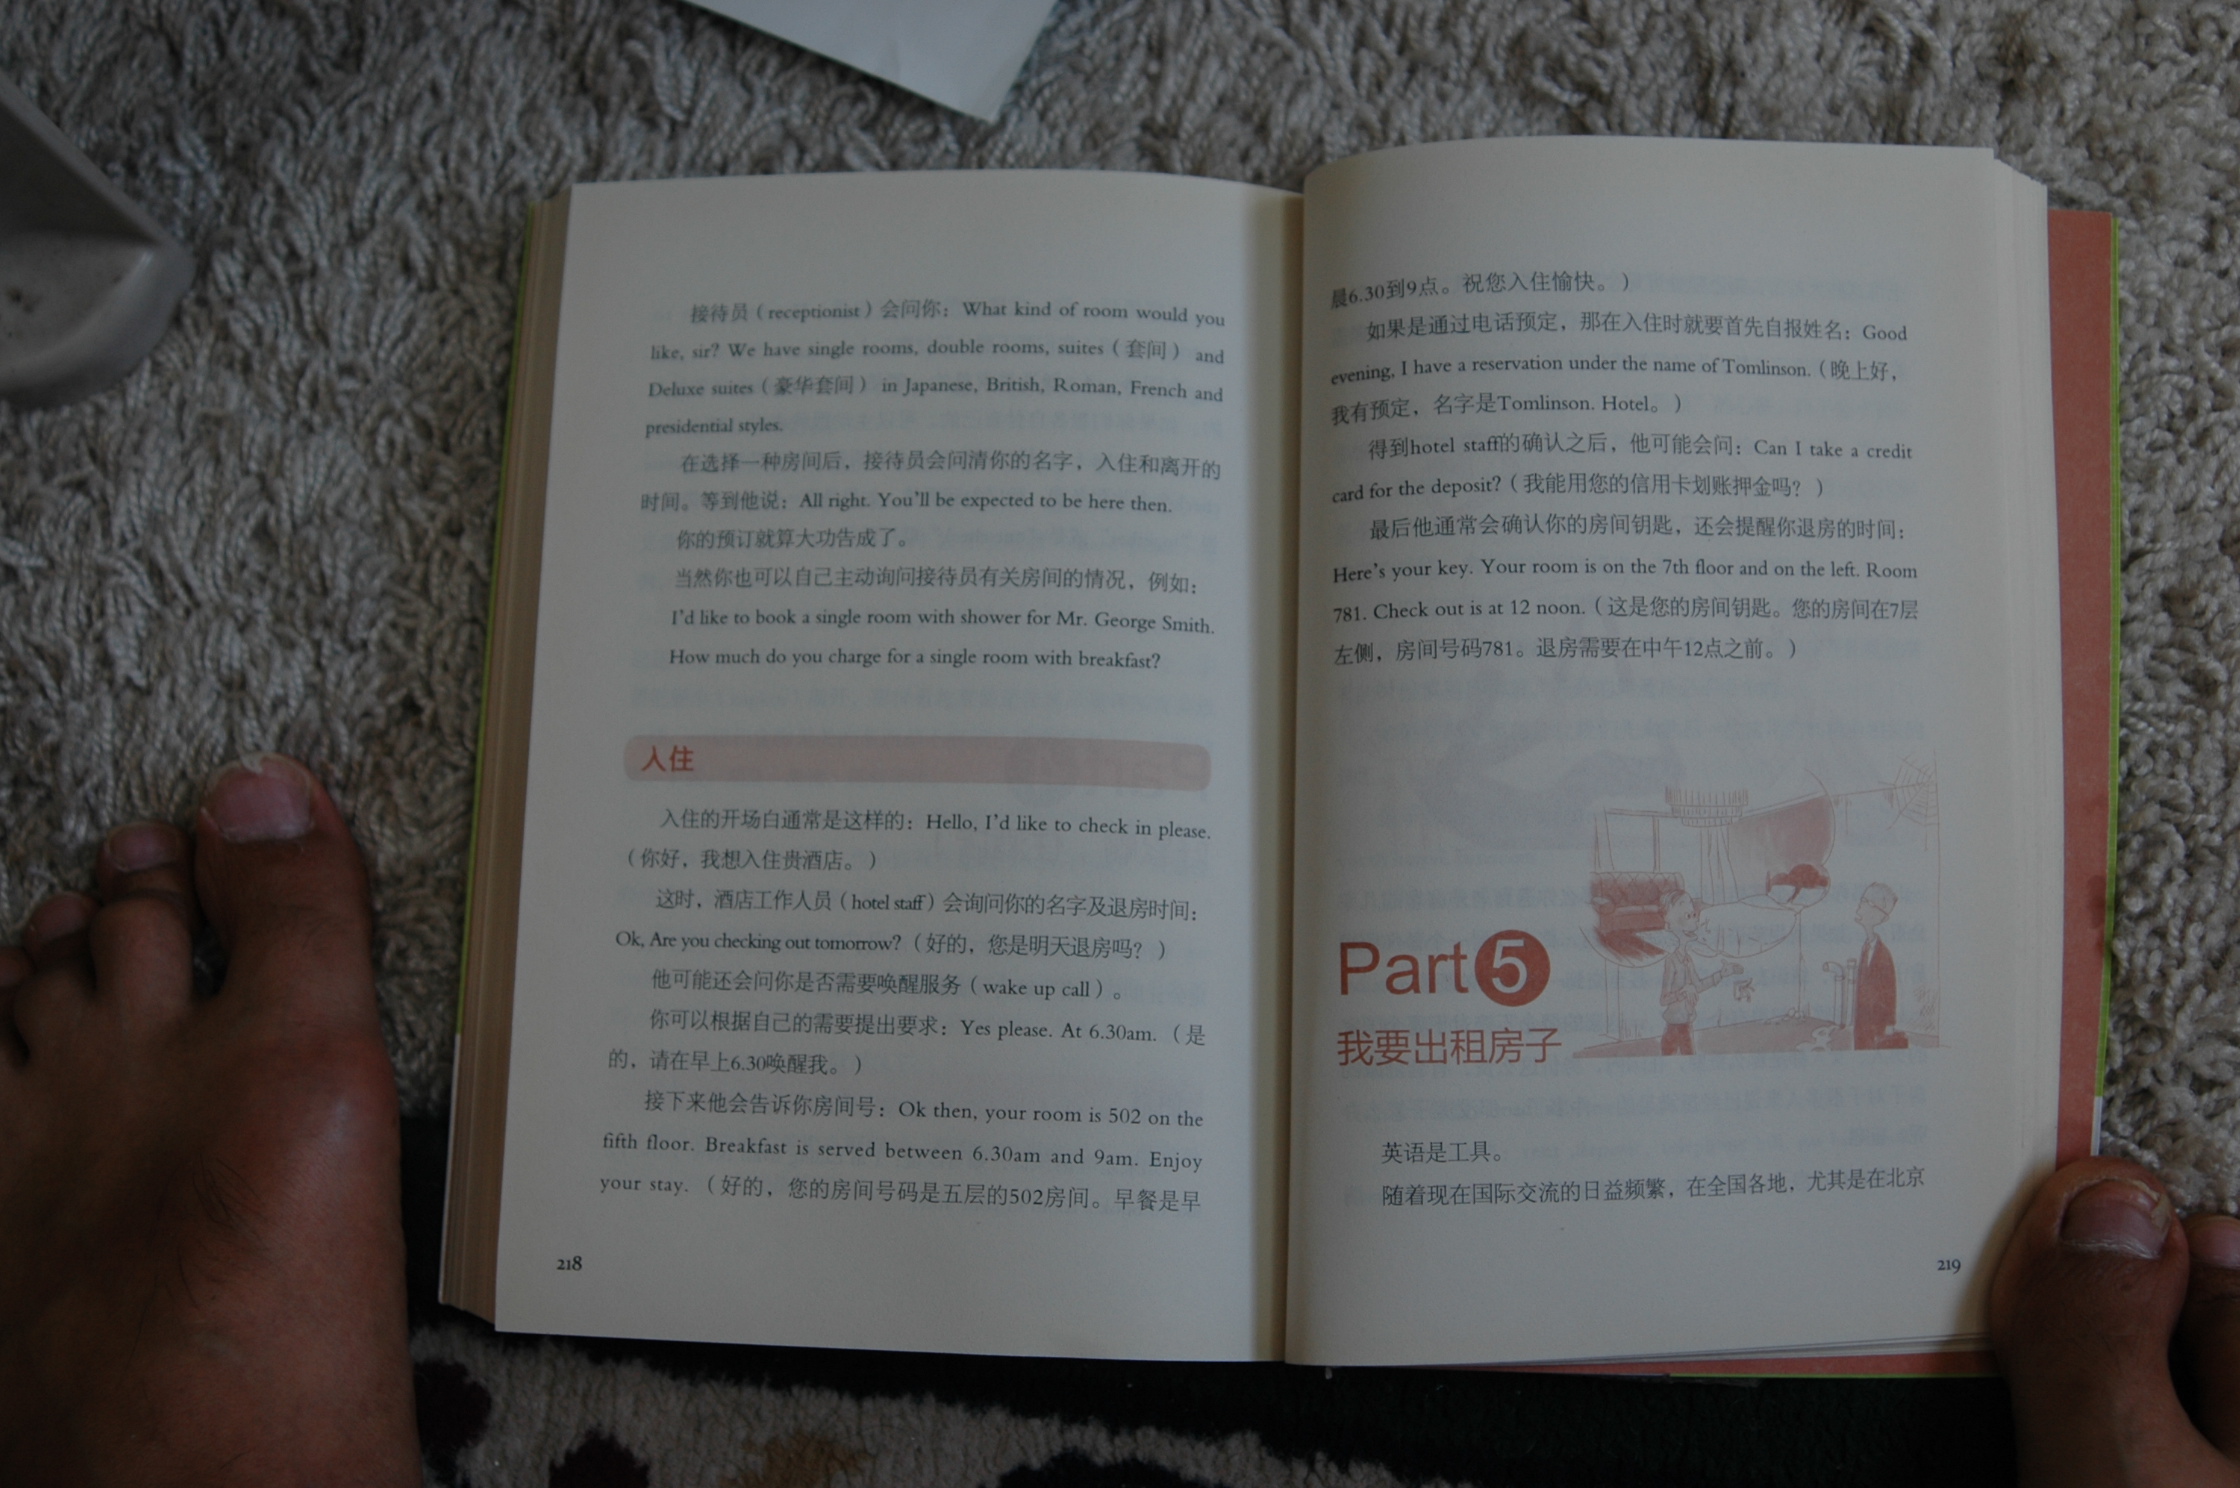 接待员（receptionist）会问你：What kind of room would you
like, sir? We have single rooms, double rooms, suites（套间）and
Deluxe suites（豪华套间）in Japanese, British, Roman, French and
presidential styles.
在选择一种房间后，接待员会问清你的名字，入住和离开的
时间。等到他说：All right. You'll be expected to be here then.
你的预订就算大功告成了。
当然你也可以自己主动询问接待员有关房间的情况，例如：
I'd like to book a single room with shower for Mr. George Smith.
How much do you charge for a single room with breakfast?
入住
入住的开场白通常是这样的：Hello, I'd like to check in please.
（你好，我想入住贵酒店。）
这时，酒店工作人员（hotel staff）会询问你的名字及退房时间：
Ok, Are you checking out tomorrow?（好的，您是明天退房吗？）
他可能还会问你是否需要唤醒服务（wake up call）。
你可以根据自己的需要提出要求：Yes please. At 6.30am.（是
的，请在早上6.30唤醒我。）
接下来他会告诉你房间号：Ok then, your room is 502 on the
fifth floor. Breakfast is served between 6.30am and 9am. Enjoy
your stay.（好的，您的房间号码是五层的502房间。早餐是早
218
晨6.30到9点。祝您入住愉快。）
如果是通过电话预定，那在入住时就要首先自报姓名：Good
evening, I have a reservation under the name of Tomlinson.（晚上好，
我有预定，名字是Tomlinson. Hotel。）
得到hotel staff的确认之后，他可能会问：Can I take a credit
card for the deposit?（我能用您的信用卡划账押金吗？）
最后他通常会确认你的房间钥匙，还会提醒你退房的时间：
Here's your key. Your room is on the 7th floor and on the left. Room
781. Check out is at 12 noon.（这是您的房间钥匙。您的房间在7层
左侧，房间号码781。退房需要在中午12点之前。）
Part 5
我要出租房子
英语是工具。
随着现在国际交流的日益频繁，在全国各地，尤其是在北京
219